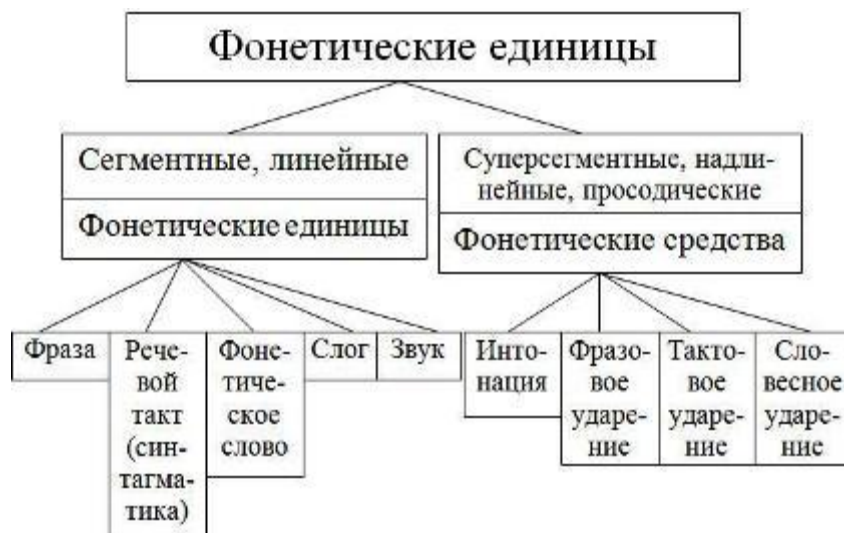 Фонетические единицы
Сегментные, линейные
Фонетические единицы
Суперсегментные, надли-
нейные, просодические
Фонетические средства
Фраза
Рече-
вой
такт
(син-
тагма-
тика)
Фоне-
тиче-
ское
слово
Слог
Звук
Инто-
нация
Фразо-
вое
ударе-
ние
Такто-
вое
ударе-
ние
Сло-
весное
ударе-
ние